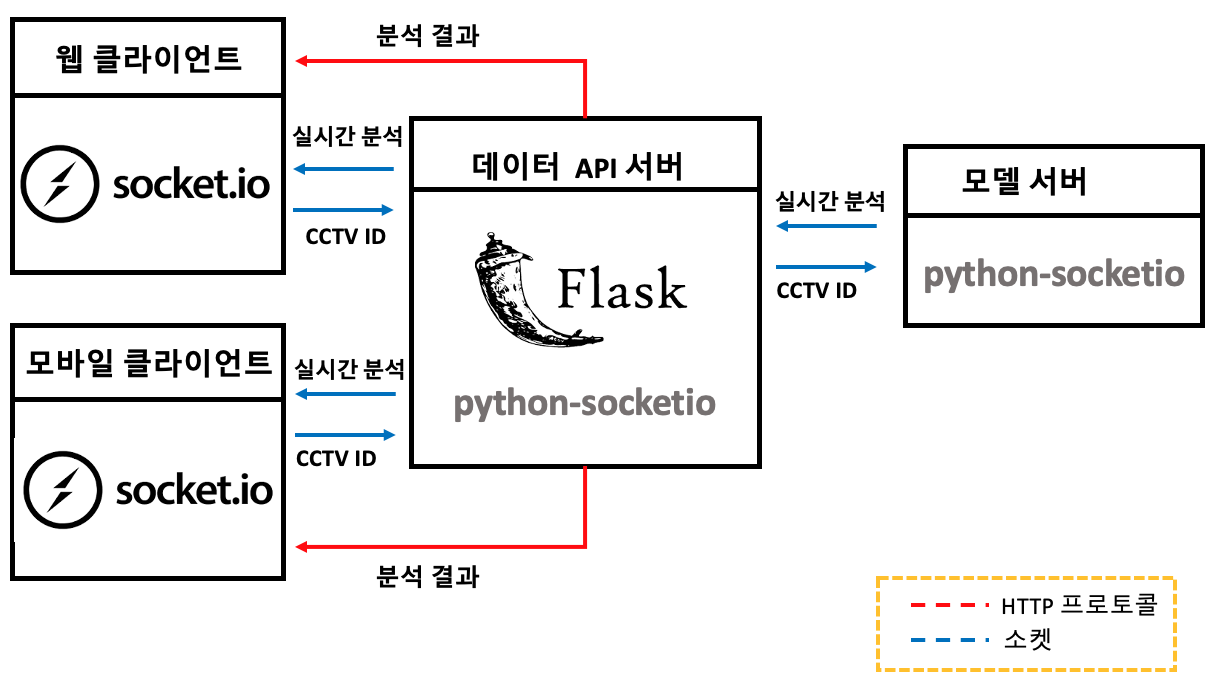 분석 결과
웹 클라이언트
socket.io
실시간 분석
CCTV ID
데이터 API 서버
Flask
python-socketio
실시간 분석
CCTV ID
모델 서버
python-socketio
모바일 클라이언트
socket.io
실시간 분석
CCTV ID
분석 결과
HTTP 프로토콜
소켓